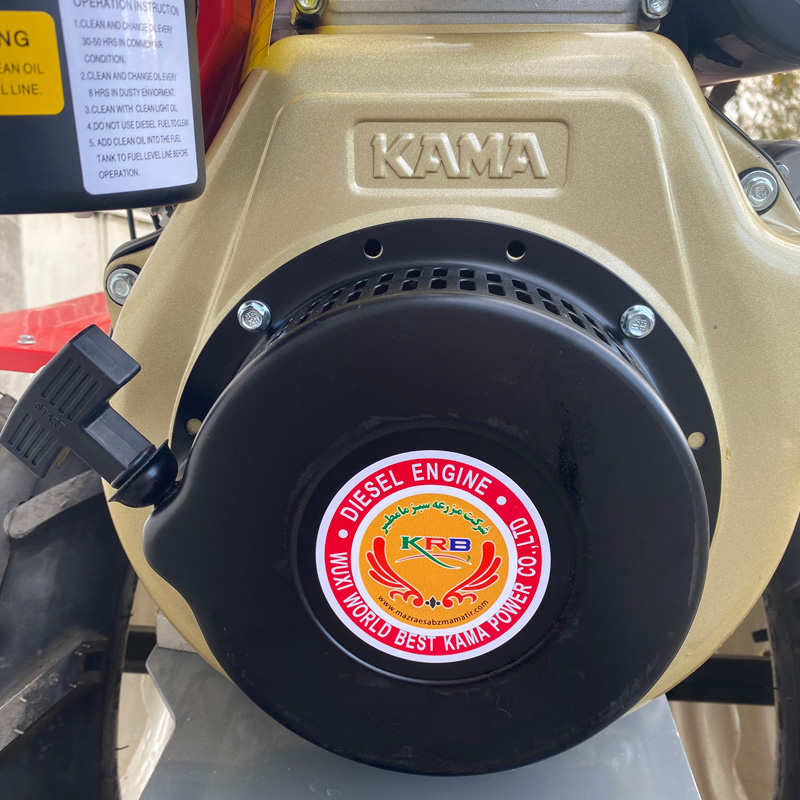 OPERATION INSTRUCTION
1.CLEAN AND CHANGE OIL EVERY
30-50 HRS IN COMMON AIR
CONDITION.
2.CLEAN AND CHANGE OIL EVERY
8 HRS IN DUSTY ENVIORMENT.
3.CLEAN WITH CLEAN LIGHT OIL.
4.DO NOT USE DIESEL FUEL TO CLEAN
5. ADD CLEAN OIL INTO THE FUEL
TANK TO FUEL LEVEL LINE BEFORE
OPERATION.
NG
EAN OIL
L LINE.
KAMA
• DIESEL ENGINE •
شرکت مزرعه سبز مامطیر
KRB
www.mazraesabzmamatir.com
WUXI WORLD BEST KAMA POWER CO.,LTD